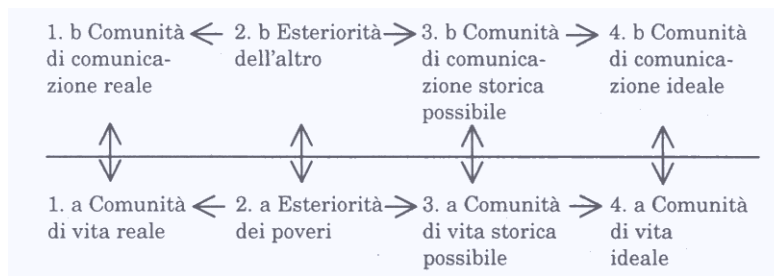 1. b Comunità 2. b Esteriorità 3. b Comunità 4. b Comunità
di comunica- dell'altro di comunica- di comunica-
zione reale zione storica zione ideale
possibile
1. a Comunità 2. a Esteriorità 3. a Comunità 4. a Comunità
di vita reale dei poveri di vita storica di vita
possibile ideale